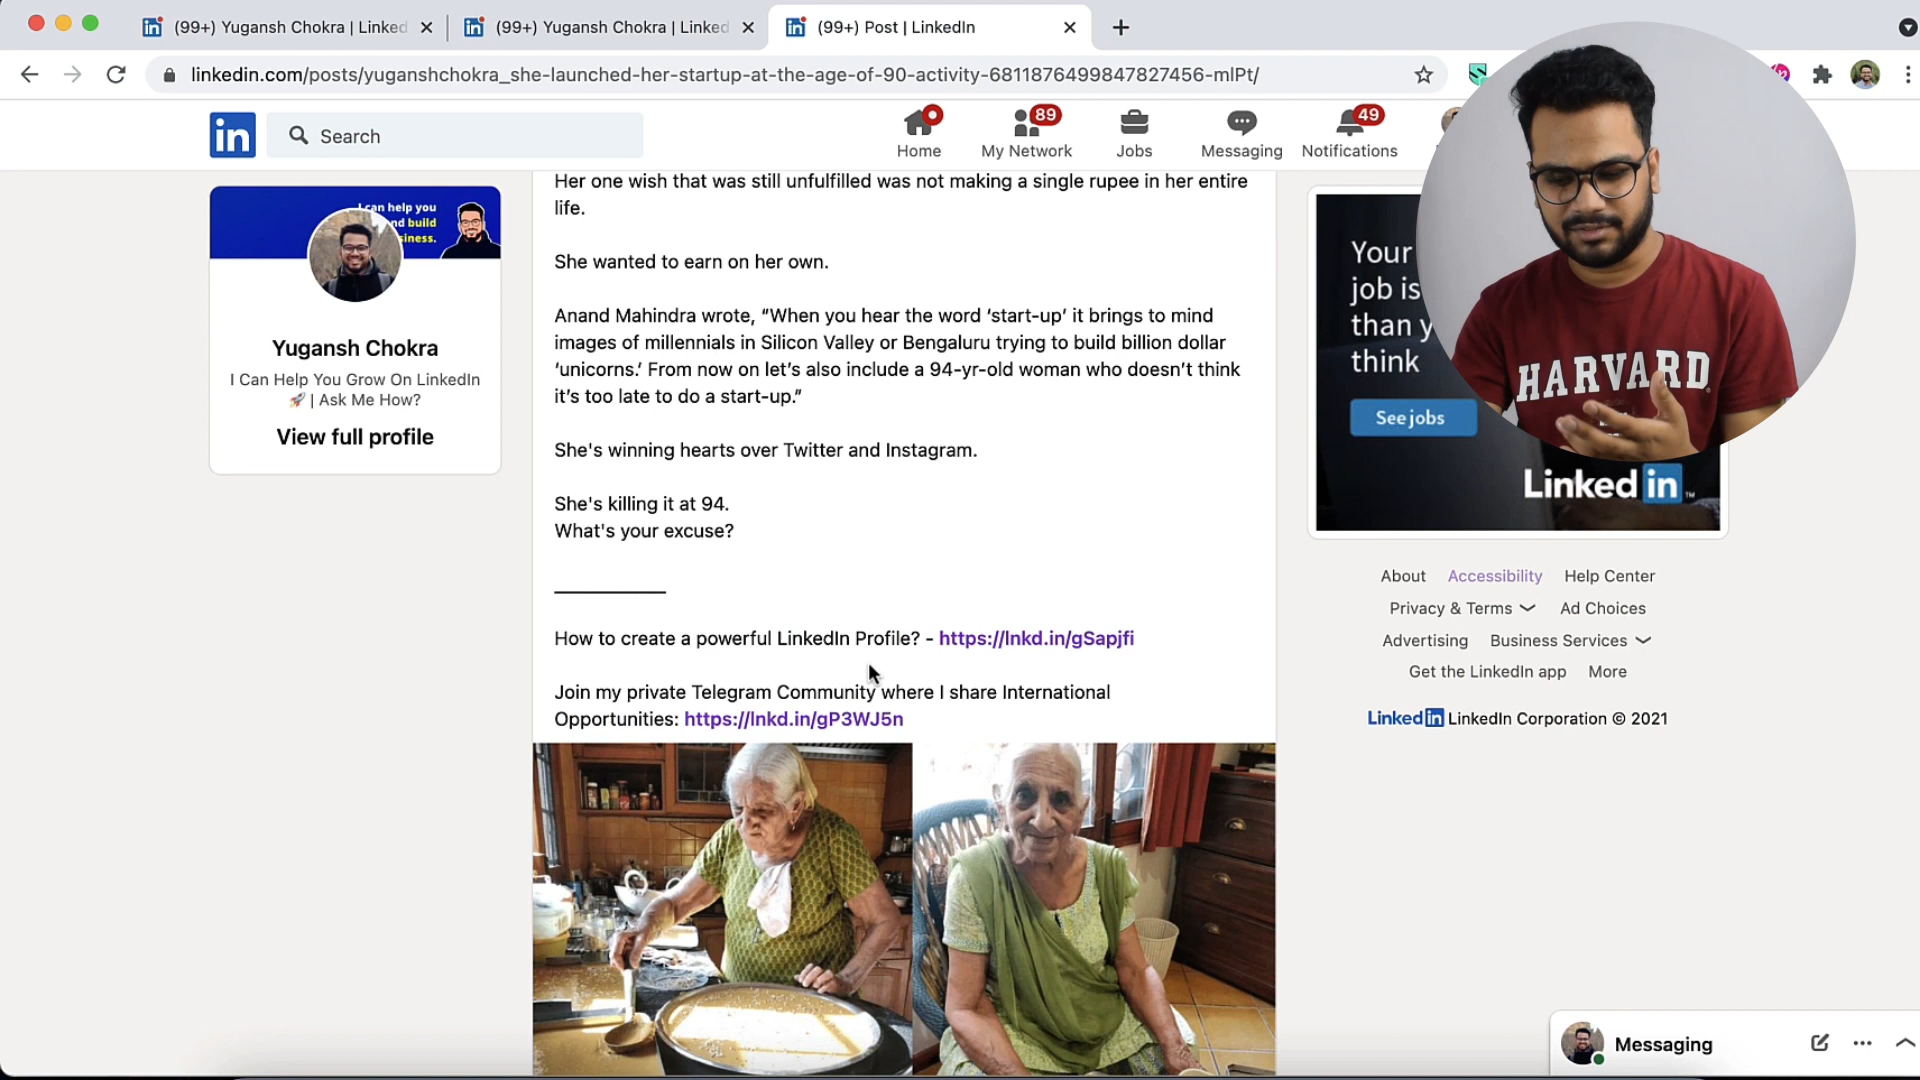 (99+) Yugansh Chokra | Linked
(99+) Yugansh Chokra | Linked
(99+) Post | LinkedIn
linkedin.com/posts/yuganshchokra_she-launched-her-startup-at-the-age-of-90-activity-6811876499847827456-mlPt/
in
Search
Home
89
My Network
Jobs
Messaging
49
Notifications
I can help you
nd build
siness.
Yugansh Chokra
I Can Help You Grow On LinkedIn
🚀 | Ask Me How?
View full profile
Her one wish that was still unfulfilled was not making a single rupee in her entire
life.
She wanted to earn on her own.
Anand Mahindra wrote, “When you hear the word ‘start-up’ it brings to mind
images of millennials in Silicon Valley or Bengaluru trying to build billion dollar
‘unicorns.’ From now on let’s also include a 94-yr-old woman who doesn’t think
it’s too late to do a start-up.”
She's winning hearts over Twitter and Instagram.
She's killing it at 94.
What's your excuse?
____________
How to create a powerful LinkedIn Profile? - https://lnkd.in/gSapjfi
Join my private Telegram Community where I share International
Opportunities: https://lnkd.in/gP3WJ5n
Your
job is
than y
think
See jobs
Linked in ™
HARVARD
About Accessibility Help Center
Privacy & Terms Ad Choices
Advertising Business Services
Get the LinkedIn app More
Linked in LinkedIn Corporation © 2021
Messaging